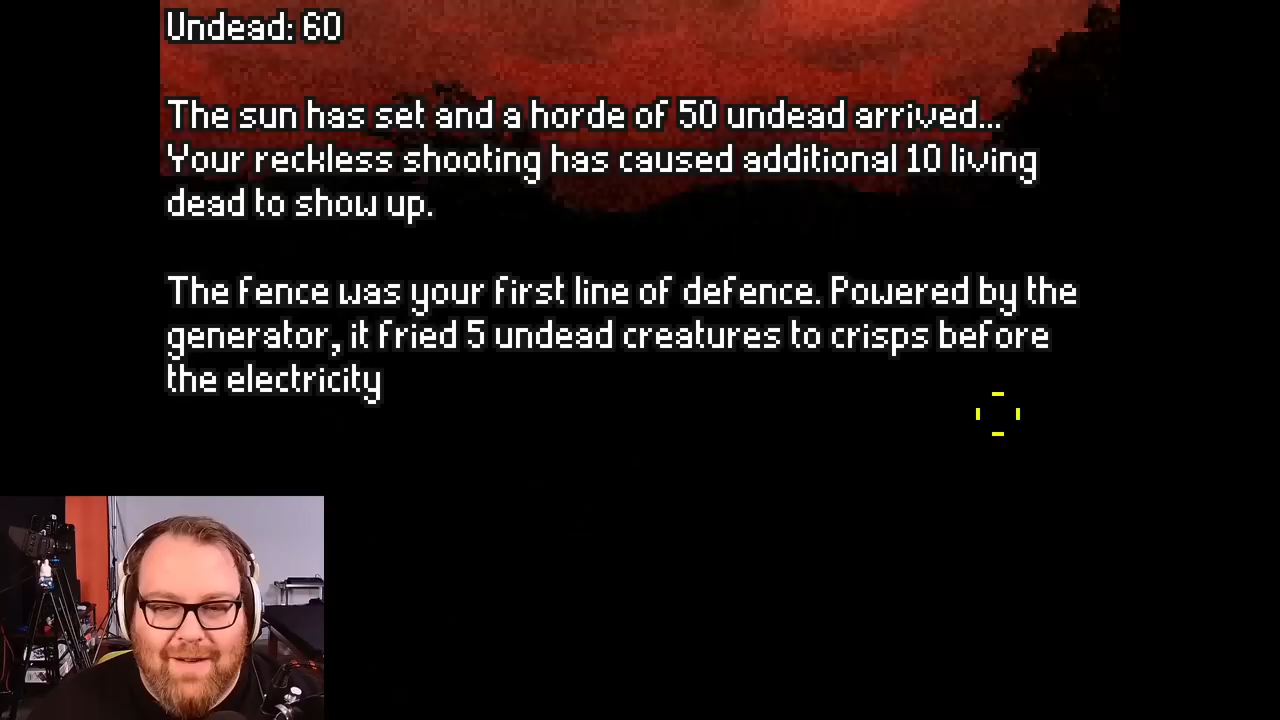 Undead: 60
The sun has set and a horde of 50 undead arrived...
Your reckless shooting has caused additional 10 living
dead to show up.
The fence was your first line of defence. Powered by the
generator, it fried 5 undead creatures to crisps before
the electricity